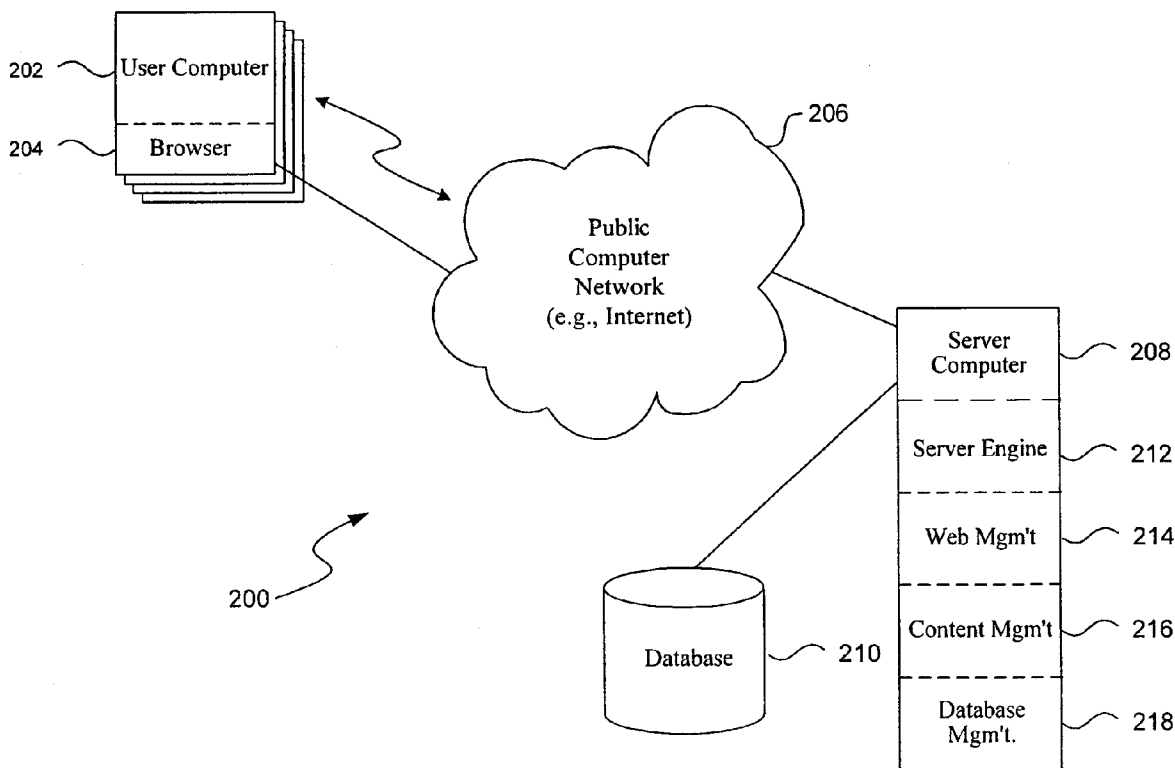 202
User Computer
204
Browser
206
Public
Computer
Network
(e.g., Internet)
Server
Computer
208
Server Engine
212
Web Mgm't
214
200
Content Mgm't
216
Database
210
Database
Mgm't.
218